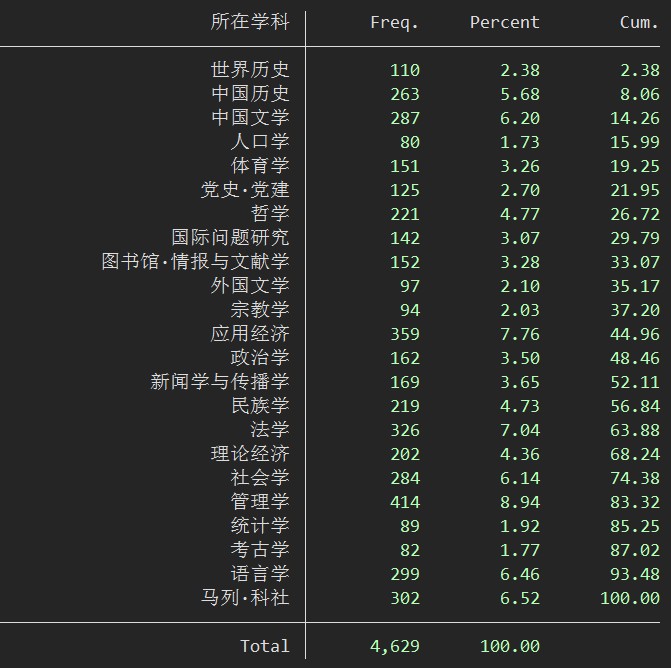 所在学科 Freq. Percent Cum.
世界历史 110 2.38 2.38
中国历史 263 5.68 8.06
中国文学 287 6.20 14.26
人口学 80 1.73 15.99
体育学 151 3.26 19.25
党史·党建 125 2.70 21.95
哲学 221 4.77 26.72
国际问题研究 142 3.07 29.79
图书馆·情报与文献学 152 3.28 33.07
外国文学 97 2.10 35.17
宗教学 94 2.03 37.20
应用经济 359 7.76 44.96
政治学 162 3.50 48.46
新闻学与传播学 169 3.65 52.11
民族学 219 4.73 56.84
法学 326 7.04 63.88
理论经济 202 4.36 68.24
社会学 284 6.14 74.38
管理学 414 8.94 83.32
统计学 89 1.92 85.25
考古学 82 1.77 87.02
语言学 299 6.46 93.48
马列·科社 302 6.52 100.00
Total 4,629 100.00